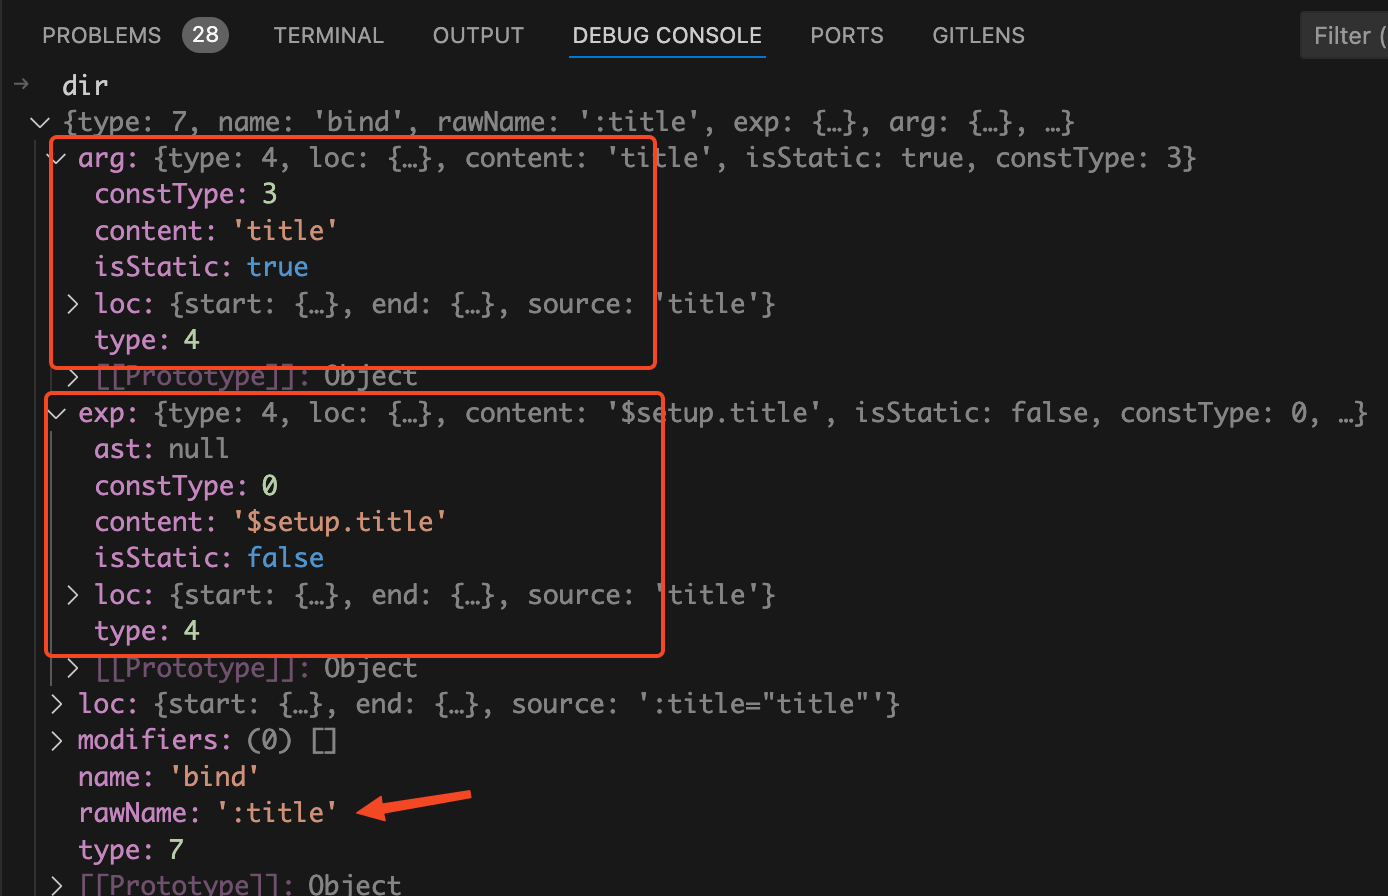 PROBLEMS 28 TERMINAL OUTPUT DEBUG CONSOLE PORTS GITLENS Filter (
→ dir
{type: 7, name: 'bind', rawName: ':title', exp: {…}, arg: {…}, …}
arg: {type: 4, loc: {…}, content: 'title', isStatic: true, constType: 3}
constType: 3
content: 'title'
isStatic: true
loc: {start: {…}, end: {…}, source: 'title'}
type: 4
[[Prototype]]: Object
exp: {type: 4, loc: {…}, content: '$setup.title', isStatic: false, constType: 0, …}
ast: null
constType: 0
content: '$setup.title'
isStatic: false
loc: {start: {…}, end: {…}, source: 'title'}
type: 4
[[Prototype]]: Object
loc: {start: {…}, end: {…}, source: ':title="title"'}
modifiers: (0) []
name: 'bind'
rawName: ':title'
type: 7
[[Prototype]]: Object